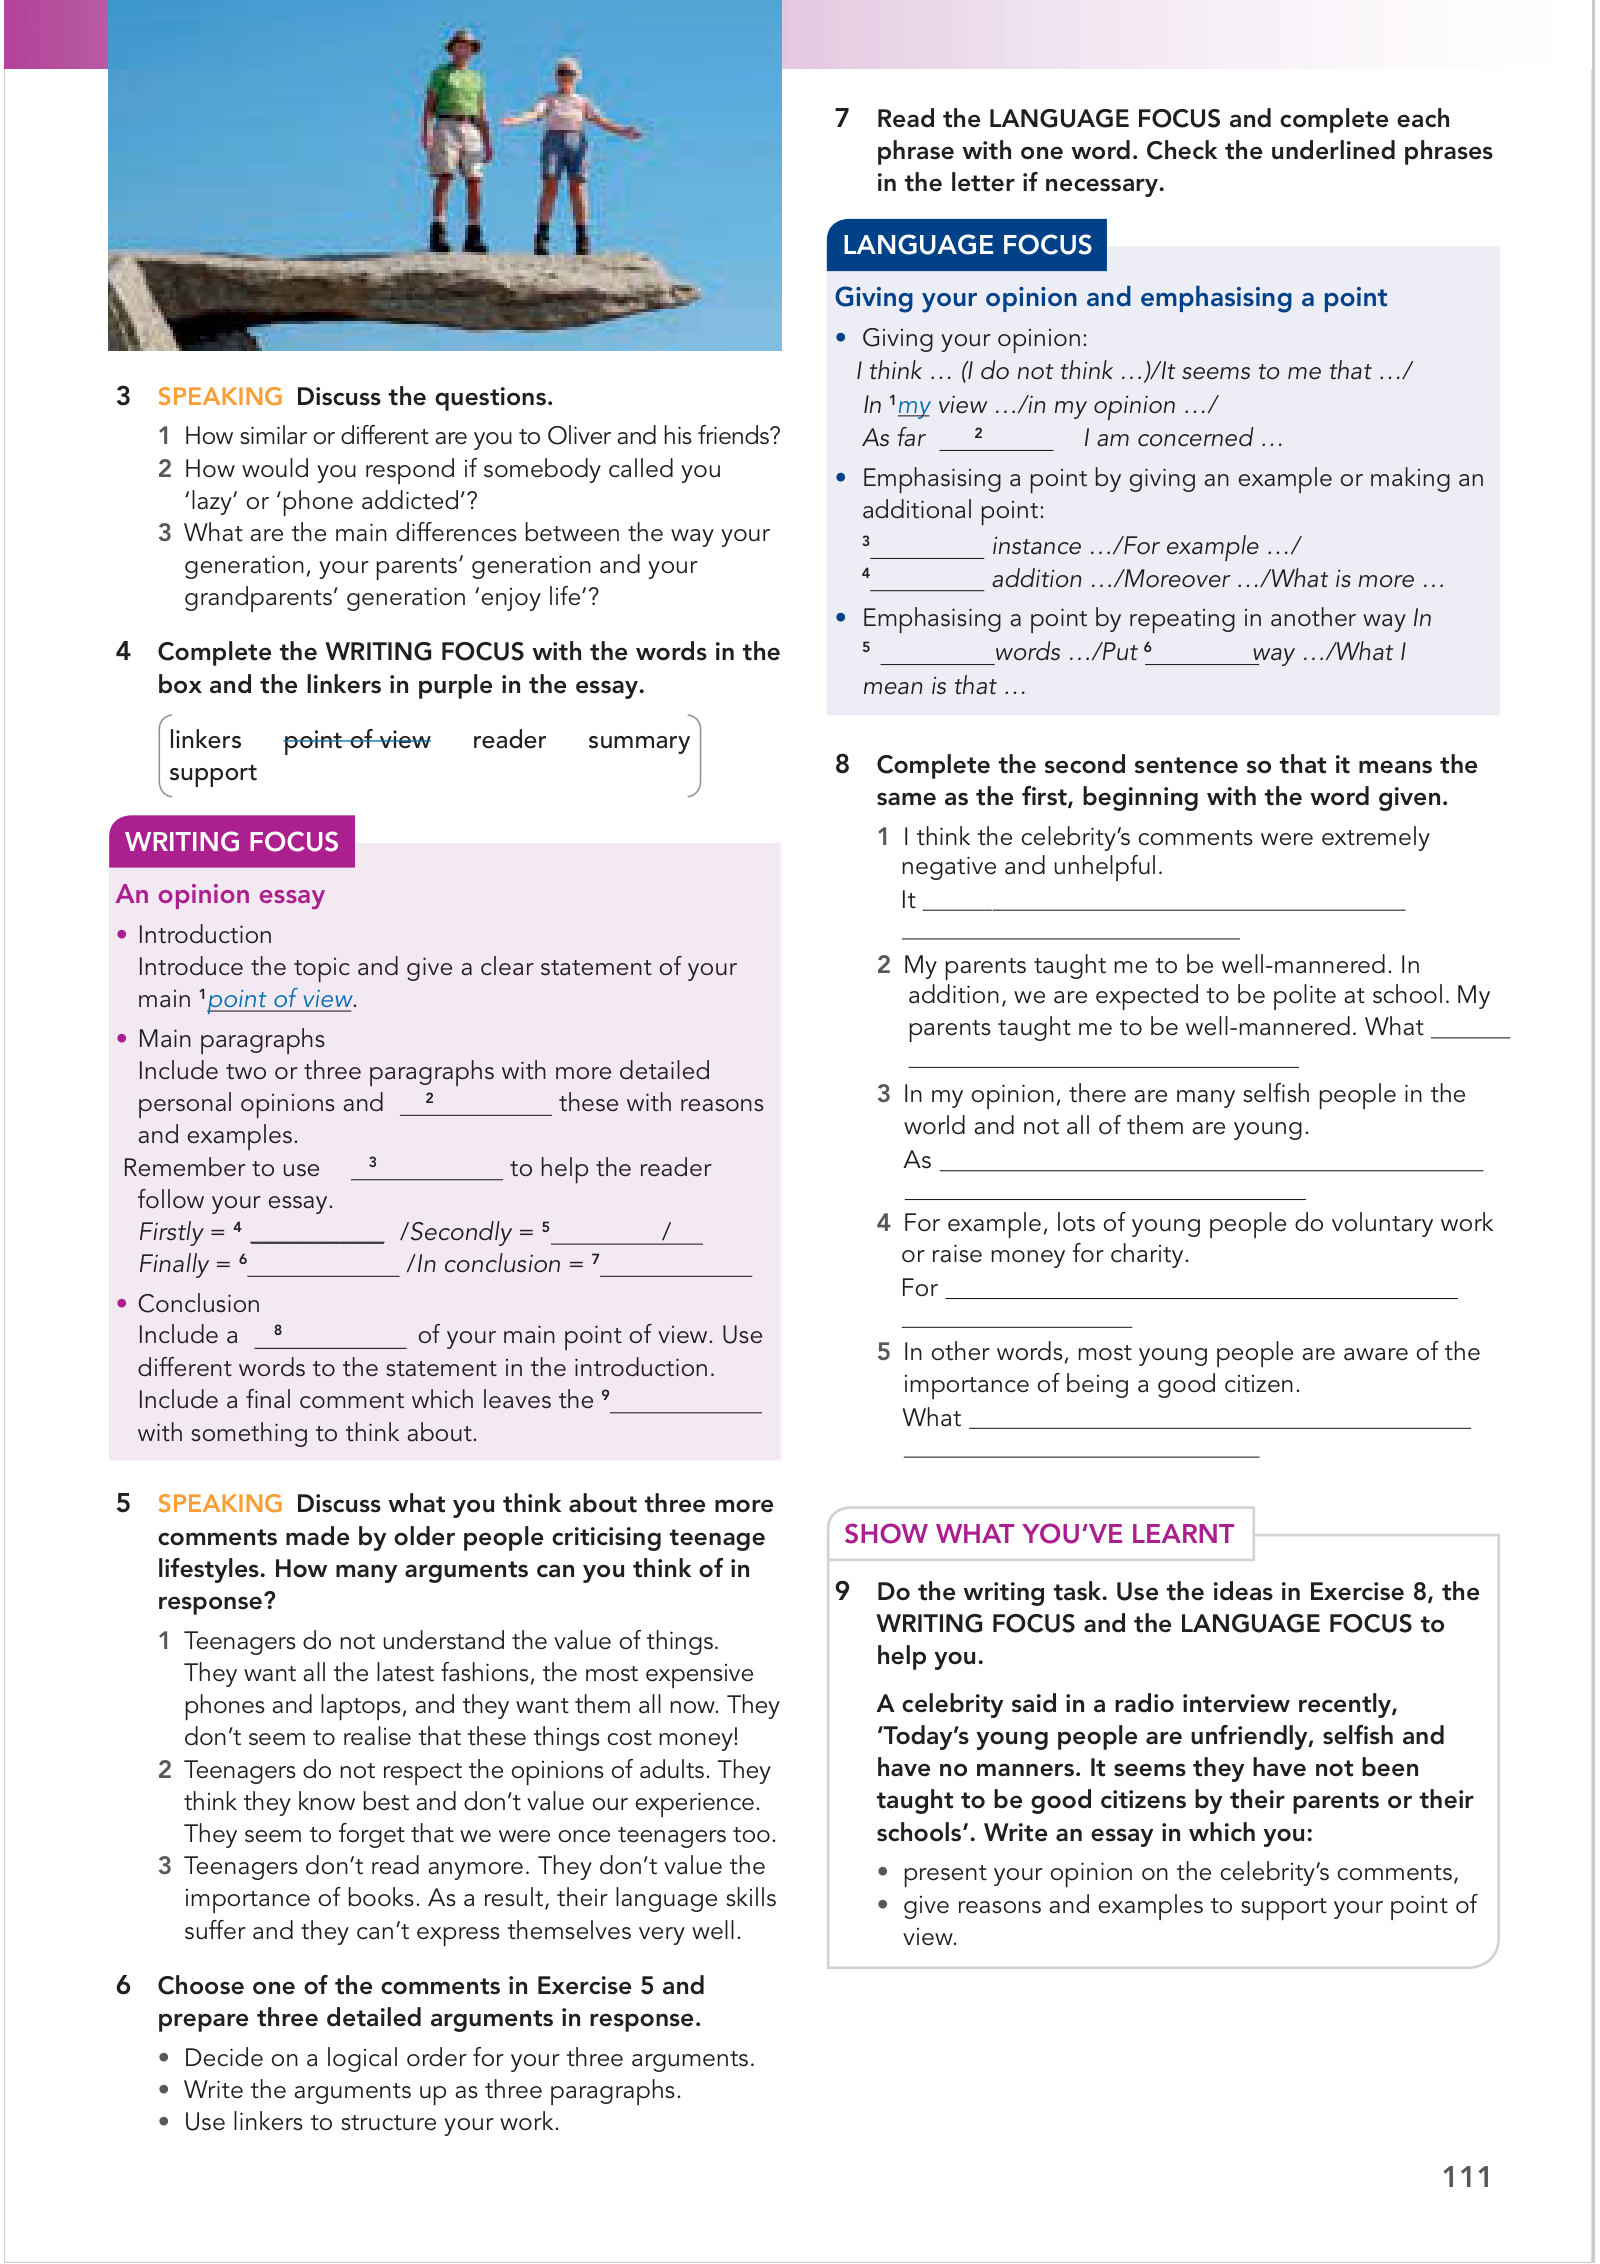 3 SPEAKING Discuss the questions.
1 How similar or different are you to Oliver and his friends?
2 How would you respond if somebody called you
‘lazy’ or ‘phone addicted’?
3 What are the main differences between the way your
generation, your parents’ generation and your
grandparents’ generation ‘enjoy life’?
4 Complete the WRITING FOCUS with the words in the
box and the linkers in purple in the essay.
linkers point of view reader summary
support
WRITING FOCUS
An opinion essay
• Introduction
Introduce the topic and give a clear statement of your
main 1 point of view.
• Main paragraphs
Include two or three paragraphs with more detailed
personal opinions and 2 ________ these with reasons
and examples.
Remember to use 3 ________ to help the reader
follow your essay.
Firstly = 4 ________ /Secondly = 5 ________ /
Finally = 6 ________ /In conclusion = 7 ________
• Conclusion
Include a 8 ________ of your main point of view. Use
different words to the statement in the introduction.
Include a final comment which leaves the 9 ________
with something to think about.
5 SPEAKING Discuss what you think about three more
comments made by older people criticising teenage
lifestyles. How many arguments can you think of in
response?
1 Teenagers do not understand the value of things.
They want all the latest fashions, the most expensive
phones and laptops, and they want them all now. They
don’t seem to realise that these things cost money!
2 Teenagers do not respect the opinions of adults. They
think they know best and don’t value our experience.
They seem to forget that we were once teenagers too.
3 Teenagers don’t read anymore. They don’t value the
importance of books. As a result, their language skills
suffer and they can’t express themselves very well.
6 Choose one of the comments in Exercise 5 and
prepare three detailed arguments in response.
• Decide on a logical order for your three arguments.
• Write the arguments up as three paragraphs.
• Use linkers to structure your work.
7 Read the LANGUAGE FOCUS and complete each
phrase with one word. Check the underlined phrases
in the letter if necessary.
LANGUAGE FOCUS
Giving your opinion and emphasising a point
• Giving your opinion:
I think … (I do not think …)/It seems to me that …/
In 1 my view …/in my opinion …/
As far 2 ________ I am concerned …
• Emphasising a point by giving an example or making an
additional point:
3 ________ instance …/For example …/
4 ________ addition …/Moreover …/What is more …
• Emphasising a point by repeating in another way In
5 ________ words …/Put 6 ________ way …/What I
mean is that …
8 Complete the second sentence so that it means the
same as the first, beginning with the word given.
1 I think the celebrity’s comments were extremely
negative and unhelpful.
It ________
2 My parents taught me to be well-mannered. In
addition, we are expected to be polite at school. My
parents taught me to be well-mannered. What ________
3 In my opinion, there are many selfish people in the
world and not all of them are young.
As ________
4 For example, lots of young people do voluntary work
or raise money for charity.
For ________
5 In other words, most young people are aware of the
importance of being a good citizen.
What ________
SHOW WHAT YOU’VE LEARNT
9 Do the writing task. Use the ideas in Exercise 8, the
WRITING FOCUS and the LANGUAGE FOCUS to
help you.
A celebrity said in a radio interview recently,
‘Today’s young people are unfriendly, selfish and
have no manners. It seems they have not been
taught to be good citizens by their parents or their
schools’. Write an essay in which you:
• present your opinion on the celebrity’s comments,
• give reasons and examples to support your point of
view.
111